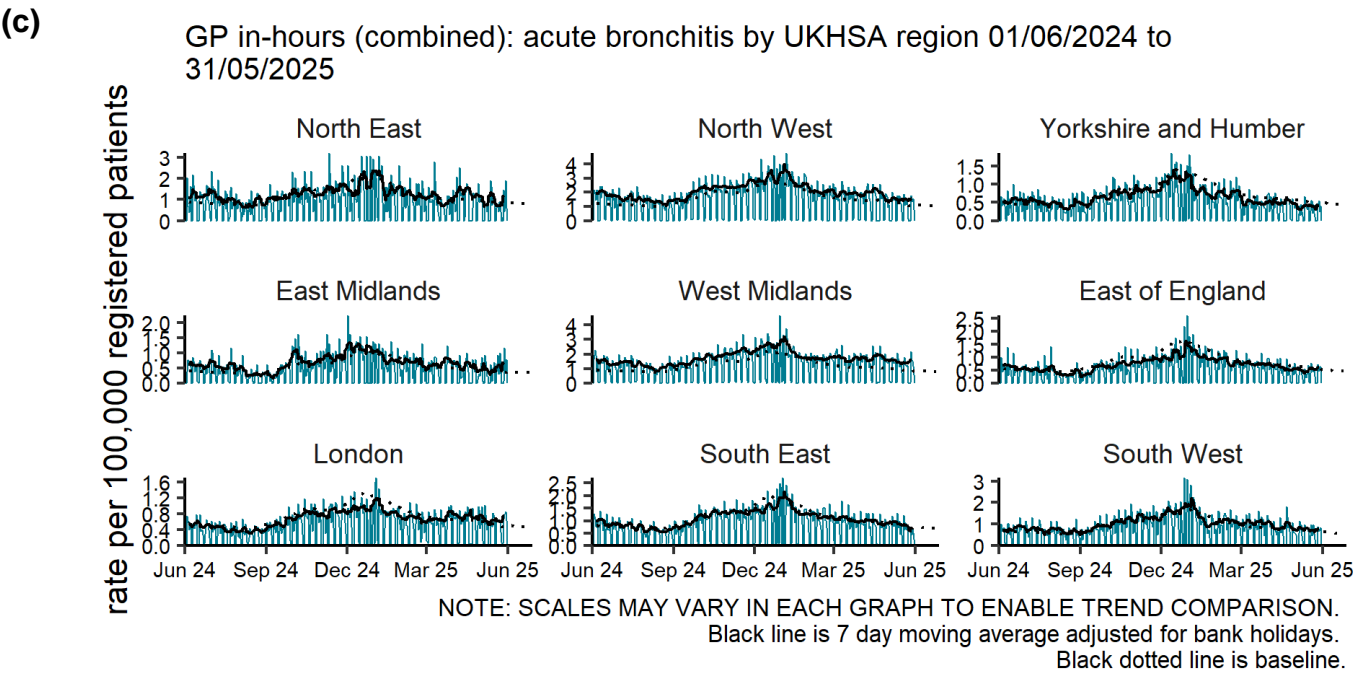 (c)
GP in-hours (combined): acute bronchitis by UKHSA region 01/06/2024 to
31/05/2025
rate per 100,000 registered patients
North East
3
2
1
0
North West
4
3
2
1
0
Yorkshire and Humber
1.5
1.0
0.5
0.0
East Midlands
2.0
1.5
1.0
0.5
0.0
West Midlands
4
3
2
1
0
East of England
2.5
2.0
1.5
1.0
0.5
0.0
London
1.6
1.2
0.8
0.4
0.0
South East
2.5
2.0
1.5
1.0
0.5
0.0
South West
3
2
1
0
Jun 24 Sep 24 Dec 24 Mar 25 Jun 25
Jun 24 Sep 24 Dec 24 Mar 25 Jun 25
Jun 24 Sep 24 Dec 24 Mar 25 Jun 25
NOTE: SCALES MAY VARY IN EACH GRAPH TO ENABLE TREND COMPARISON.
Black line is 7 day moving average adjusted for bank holidays.
Black dotted line is baseline.